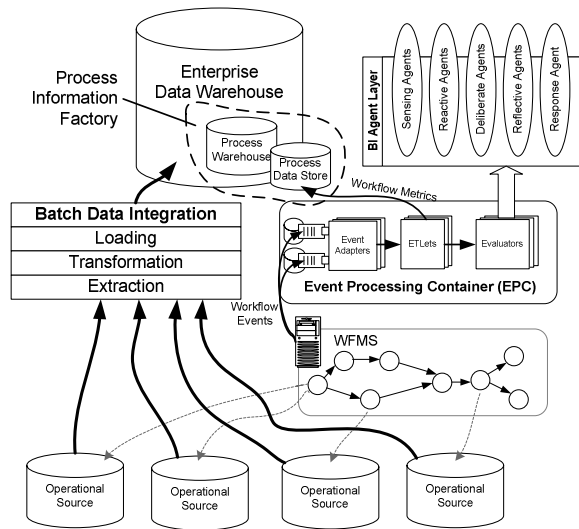 Enterprise
Data Warehouse
Process
Information
Factory
Process
Warehouse
Process
Data Store
BI Agent Layer
Sensing Agents
Reactive Agents
Deliberate Agents
Reflective Agents
Response Agent
Workflow Metrics
Batch Data Integration
Loading
Transformation
Extraction
Event
Adapters
ETLets
Evaluators
Event Processing Container (EPC)
Workflow
Events
WFMS
Operational
Source
Operational
Source
Operational
Source
Operational
Source